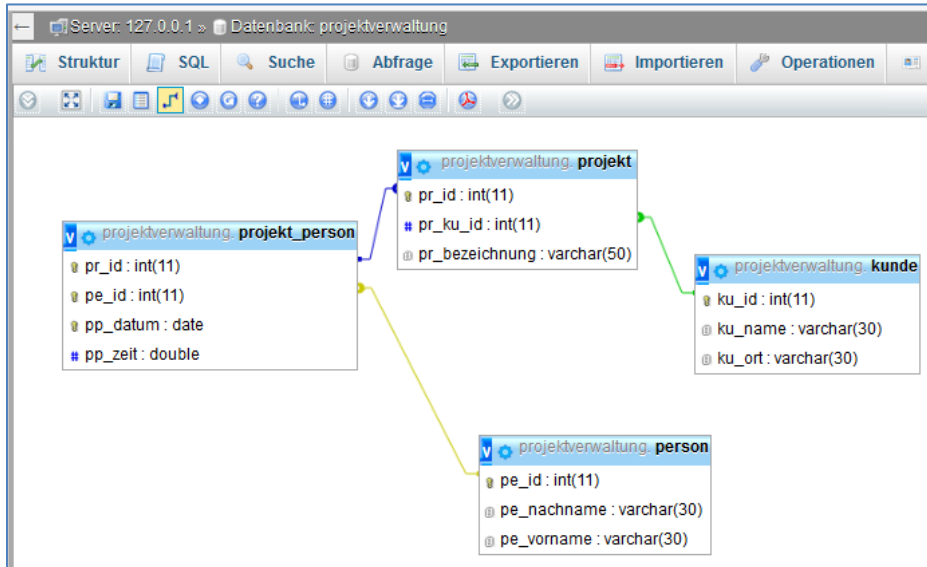 Server: 127.0.0.1 » Datenbank: projektverwaltung
Struktur SQL Suche Abfrage Exportieren Importieren Operationen
projektverwaltung. projekt
pr_id : int(11)
pr_ku_id : int(11)
pr_bezeichnung : varchar(50)
projektverwaltung. projekt_person
pr_id : int(11)
pe_id : int(11)
pp_datum : date
pp_zeit : double
projektverwaltung. kunde
ku_id : int(11)
ku_name : varchar(30)
ku_ort : varchar(30)
projektverwaltung. person
pe_id : int(11)
pe_nachname : varchar(30)
pe_vorname : varchar(30)